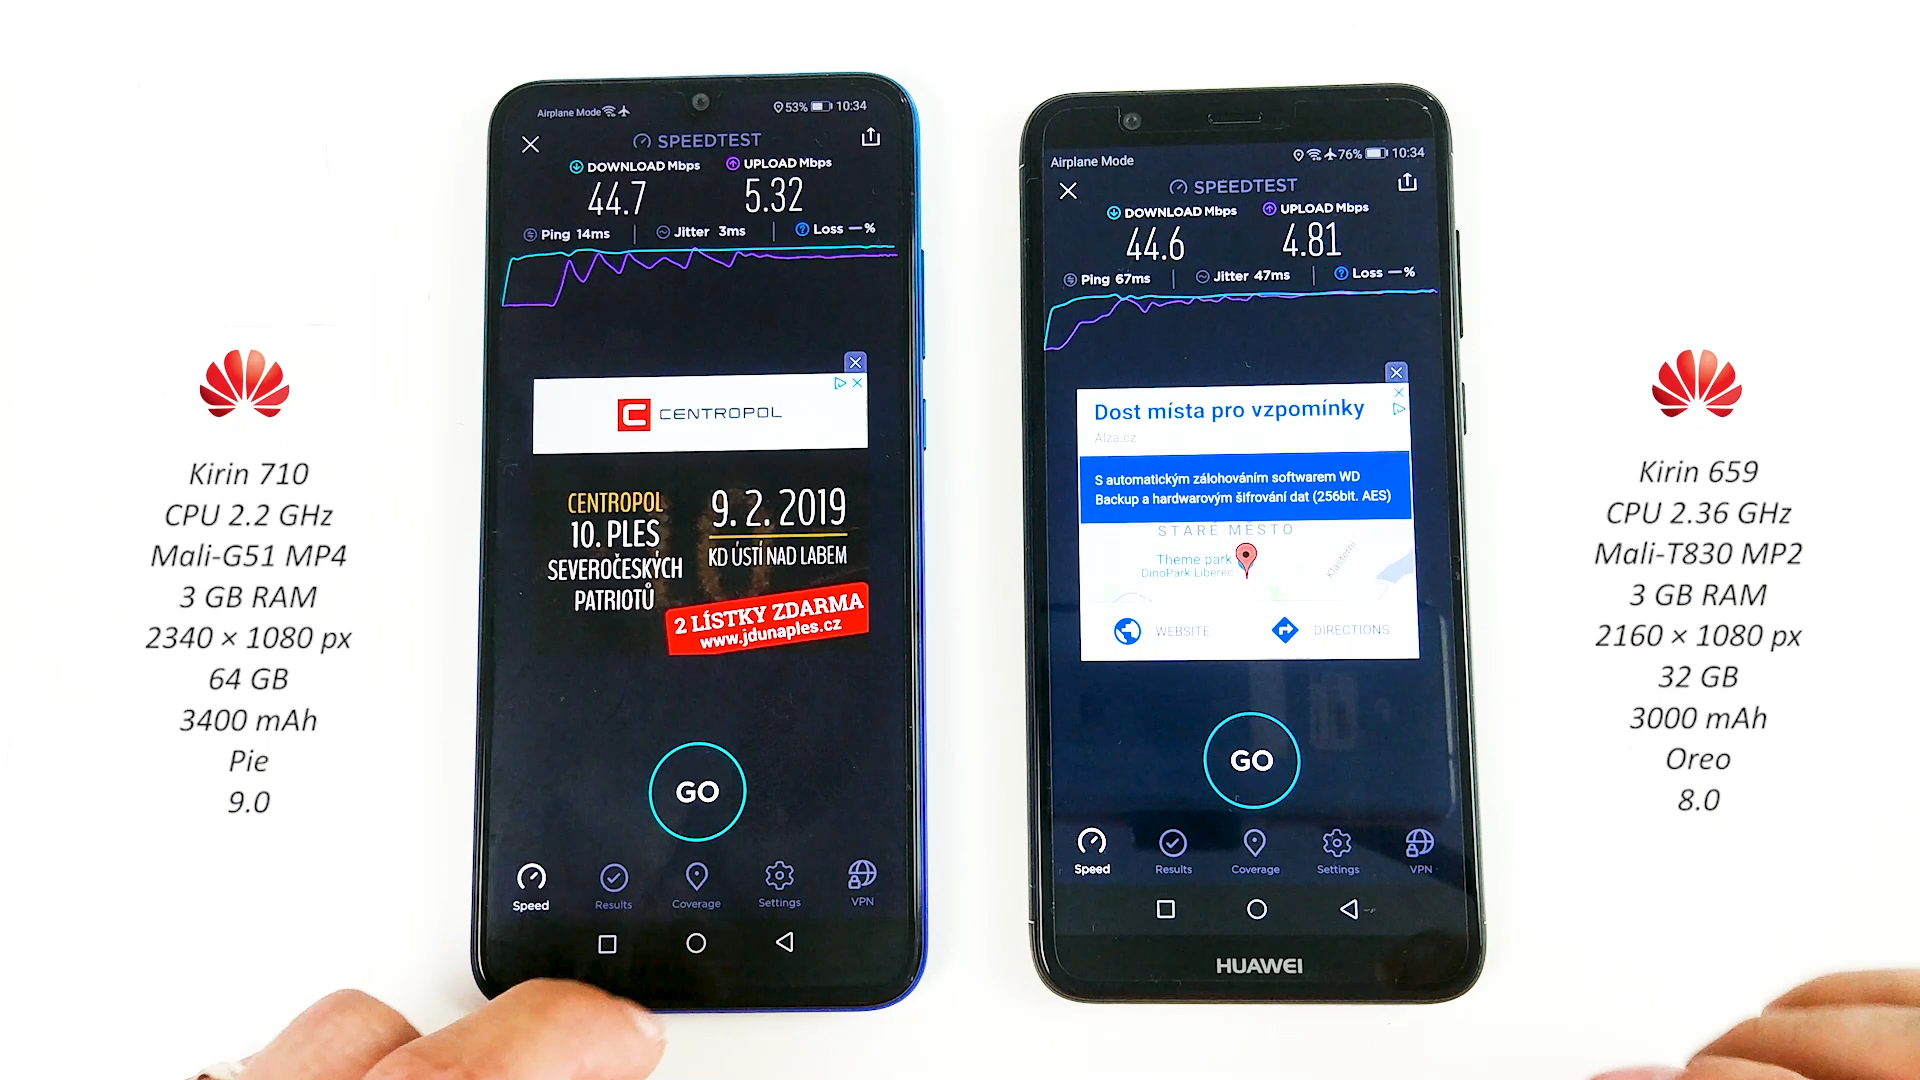 Kirin 710
CPU 2.2 GHz
Mali-G51 MP4
3 GB RAM
2340 × 1080 px
64 GB
3400 mAh
Pie
9.0
Airplane Mode
53% 10:34
SPEEDTEST
DOWNLOAD Mbps UPLOAD Mbps
44.7 5.32
Ping 14ms Jitter 3ms Loss —%
CENTROPOL
CENTROPOL
10. PLES
SEVEROČESKÝCH
PATRIOTŮ
9. 2. 2019
KD ÚSTÍ NAD LABEM
2 LÍSTKY ZDARMA
www.jdunaples.cz
GO
Speed Results Coverage Settings VPN
Airplane Mode 76% 10:34
SPEEDTEST
DOWNLOAD Mbps UPLOAD Mbps
44.6 4.81
Ping 67ms Jitter 47ms Loss —%
Dost místa pro vzpomínky
Alza.cz
S automatickým zálohováním softwarem WD
Backup a hardwarovým šifrování dat (256bit. AES)
STARÉ MĚSTO
Theme park
DinoPark Liberec
WEBSITE DIRECTIONS
GO
Speed Results Coverage Settings VPN
HUAWEI
Kirin 659
CPU 2.36 GHz
Mali-T830 MP2
3 GB RAM
2160 × 1080 px
32 GB
3000 mAh
Oreo
8.0